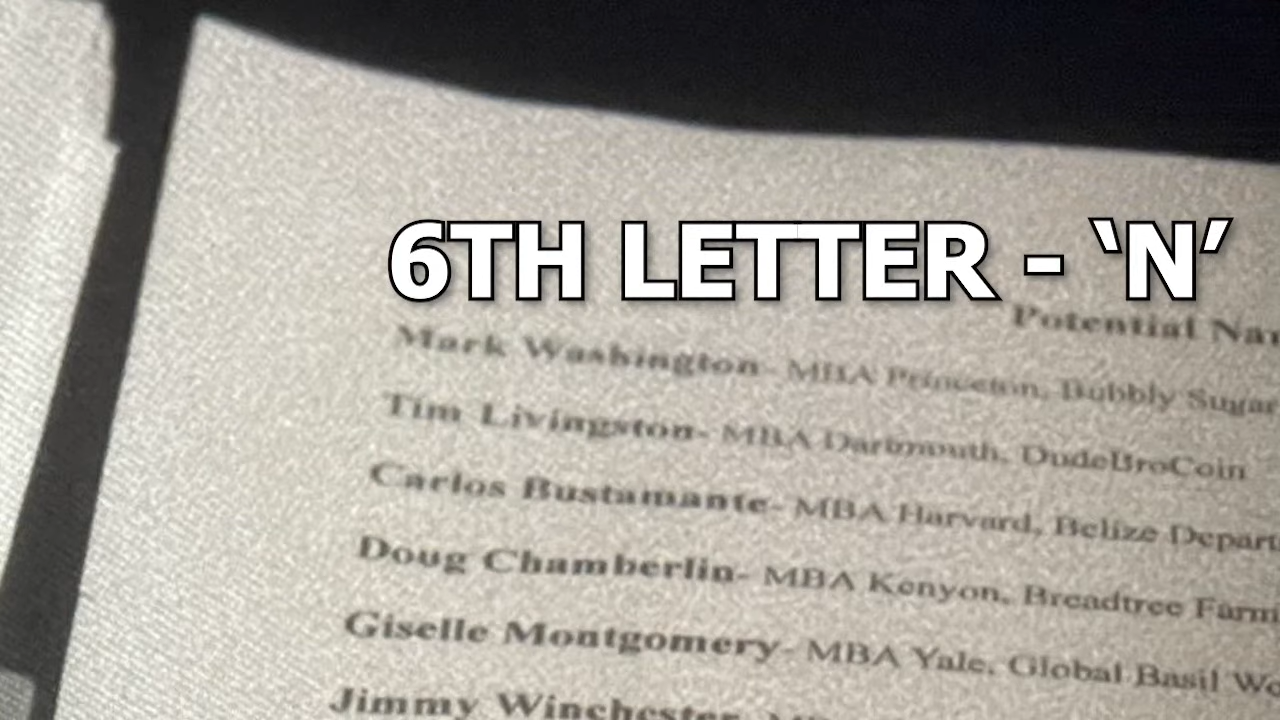 6TH LETTER - ‘N’
Potential Nam
Mark Washington- MBA Princeton, Bubbly Sugar
Tim Livingston- MBA Dartmouth, DudeBroCoin
Carlos Bustamante- MBA Harvard, Belize Depart
Doug Chamberlin- MBA Kenyon, Breadtree Farm
Giselle Montgomery- MBA Yale, Global Basil Wo
Jimmy Winchester